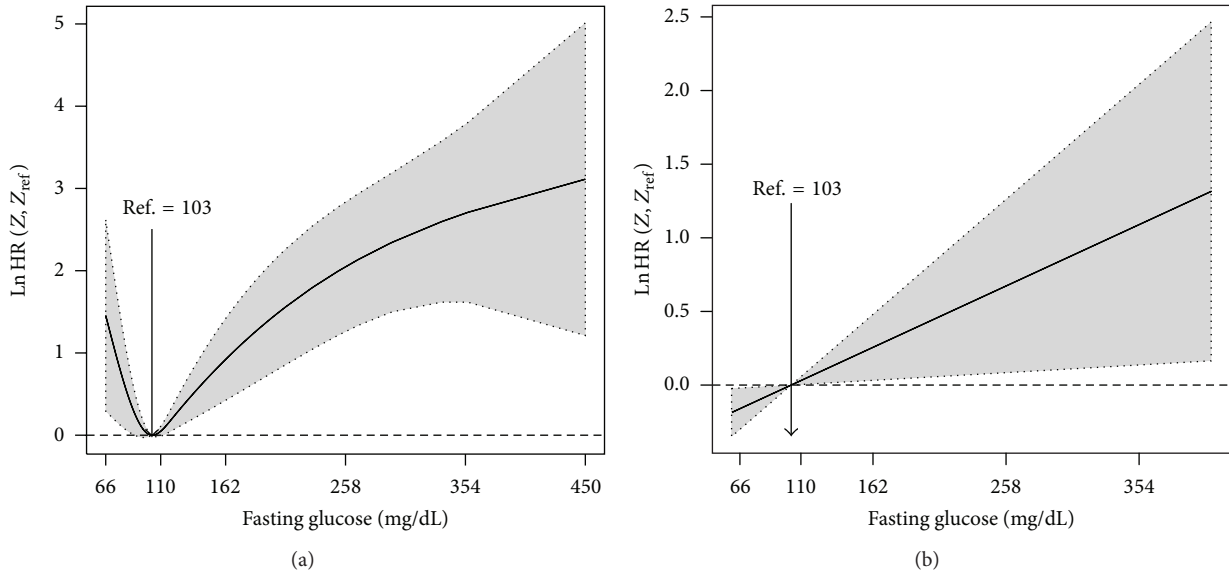 5
4
3
2
1
0
Ln HR (Z, Z_ref)
Ref. = 103
66
110
162
258
354
450
Fasting glucose (mg/dL)
(a)
2.5
2.0
1.5
1.0
0.5
0.0
Ln HR (Z, Z_ref)
Ref. = 103
66
110
162
258
354
Fasting glucose (mg/dL)
(b)